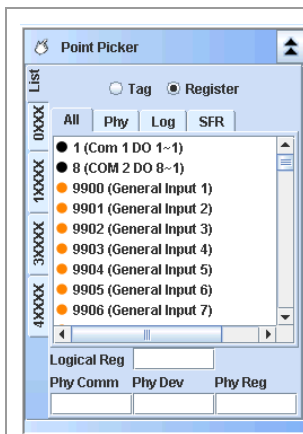 Point Picker
List
0XXX
1XXXX
3XXXX
4XXXX
Tag Register
All Phy Log SFR
1 (Com 1 DO 1~1)
8 (COM 2 DO 8~1)
9900 (General Input 1)
9901 (General Input 2)
9902 (General Input 3)
9903 (General Input 4)
9904 (General Input 5)
9905 (General Input 6)
9906 (General Input 7)
Logical Reg
Phy Comm Phy Dev Phy Reg